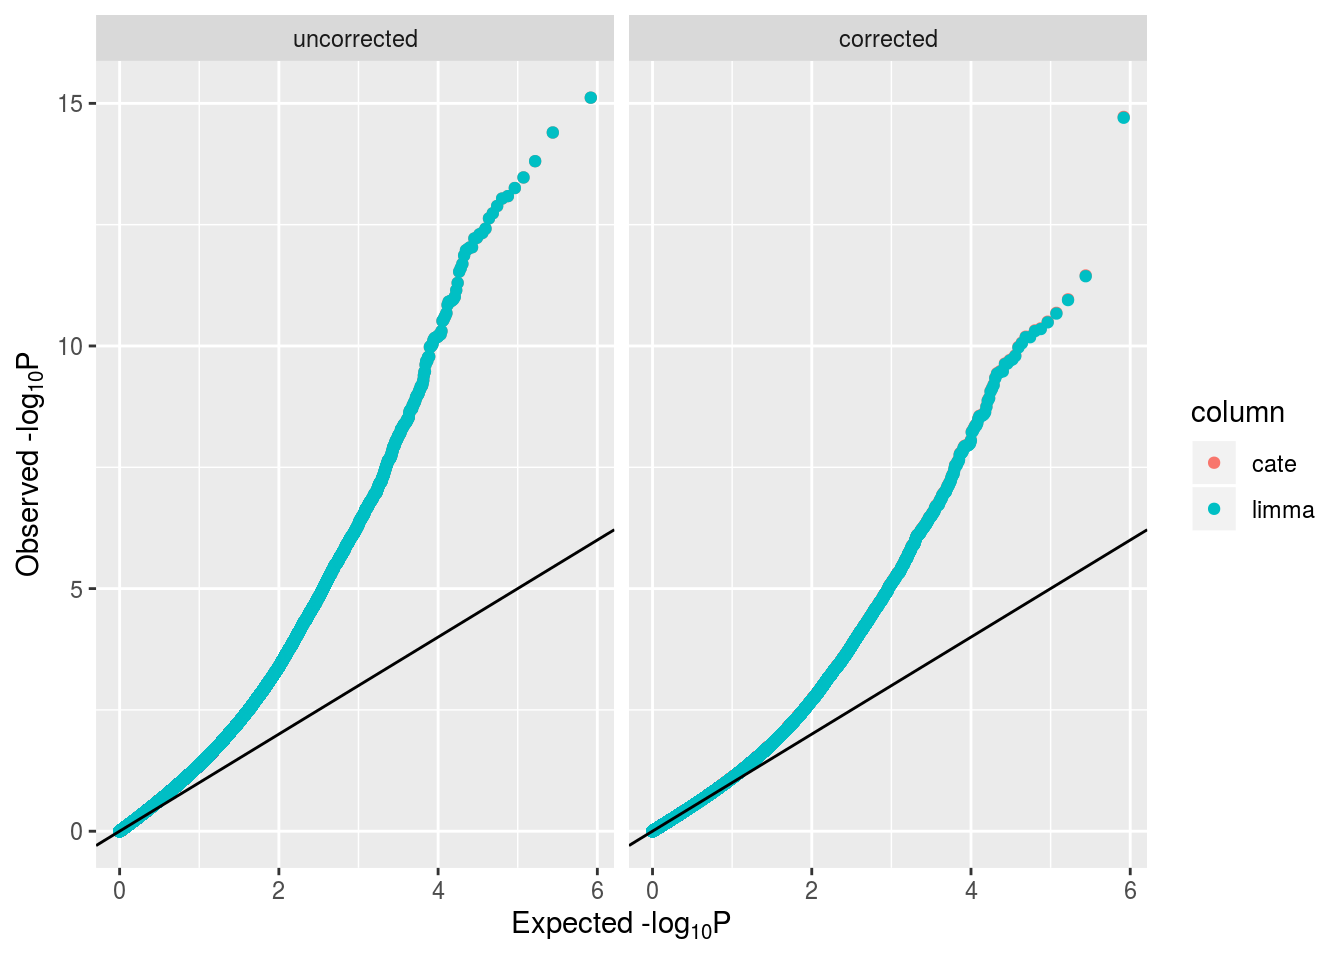 uncorrected
corrected
15
10
5
0
Observed -log10P
0 2 4 6
0 2 4 6
Expected -log10P
column
cate
limma